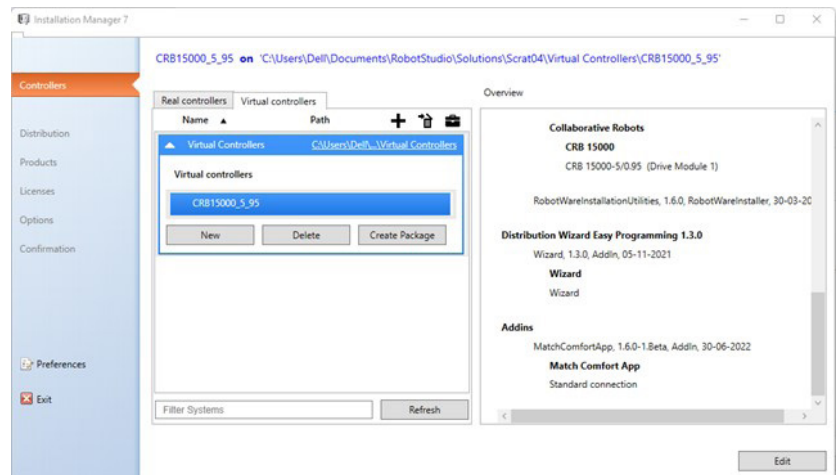 Installation Manager 7
CRB15000_5_95 on 'C:\Users\Dell\Documents\RobotStudio\Solutions\Scrat04\Virtual Controllers\CRB15000_5_95'
Controllers
Distribution
Products
Licenses
Options
Confirmation
Preferences
Exit
Real controllers
Virtual controllers
Name
Path
Virtual Controllers
C:\Users\Dell\...\Virtual Controllers
Virtual controllers
CRB15000_5_95
New
Delete
Create Package
Filter Systems
Refresh
Overview
Collaborative Robots
CRB 15000
CRB 15000-5/0.95 (Drive Module 1)
RobotWareInstallationUtilities, 1.6.0, RobotWareInstaller, 30-03-20
Distribution Wizard Easy Programming 1.3.0
Wizard, 1.3.0, AddIn, 05-11-2021
Wizard
Wizard
Addins
MatchComfortApp, 1.6.0-1.Beta, AddIn, 30-06-2022
Match Comfort App
Standard connection
Edit